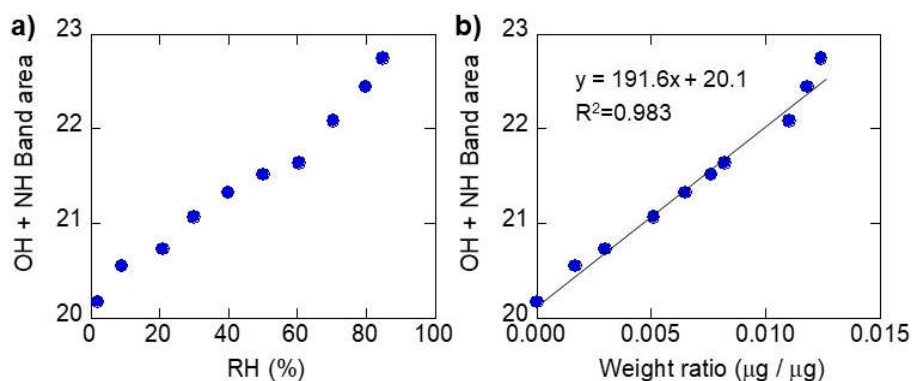 a)
23
22
21
20
OH + NH Band area
0 20 40 60 80 100
RH (%)
b)
23
22
21
20
OH + NH Band area
y = 191.6x + 20.1
R²=0.983
0.000 0.005 0.010 0.015
Weight ratio (μg / μg)